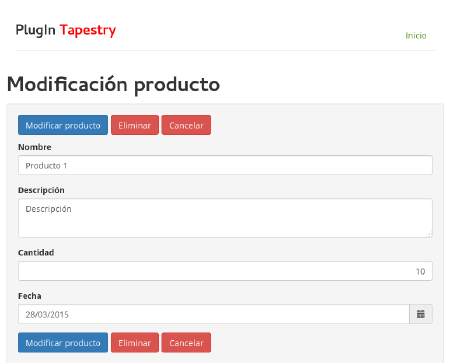 PlugIn Tapestry
Inicio
Modificación producto
Modificar producto Eliminar Cancelar
Nombre
Producto 1
Descripción
Descripción
Cantidad
10
Fecha
28/03/2015
Modificar producto Eliminar Cancelar